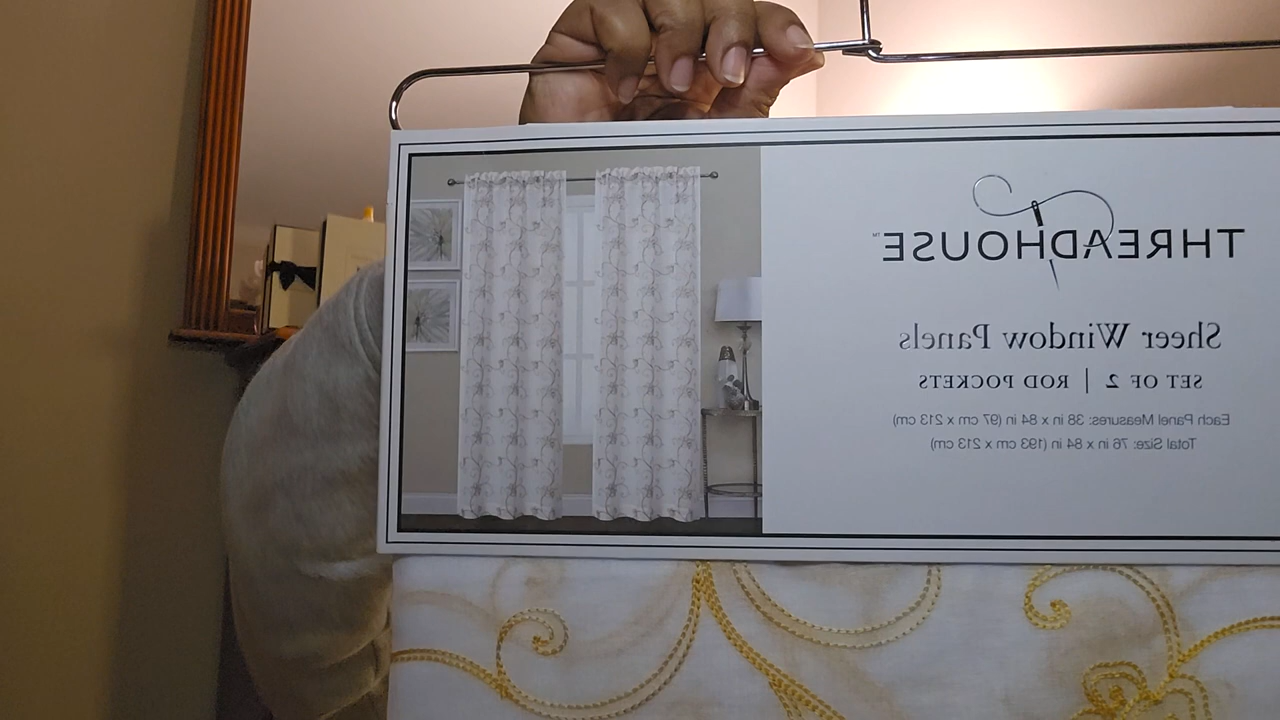 THREADHOUSE™
Sheer Window Panels
SET OF 2 | ROD POCKETS
Each Panel Measures: 38 in x 84 in (97 cm x 213 cm)
Total Size: 76 in x 84 in (193 cm x 213 cm)